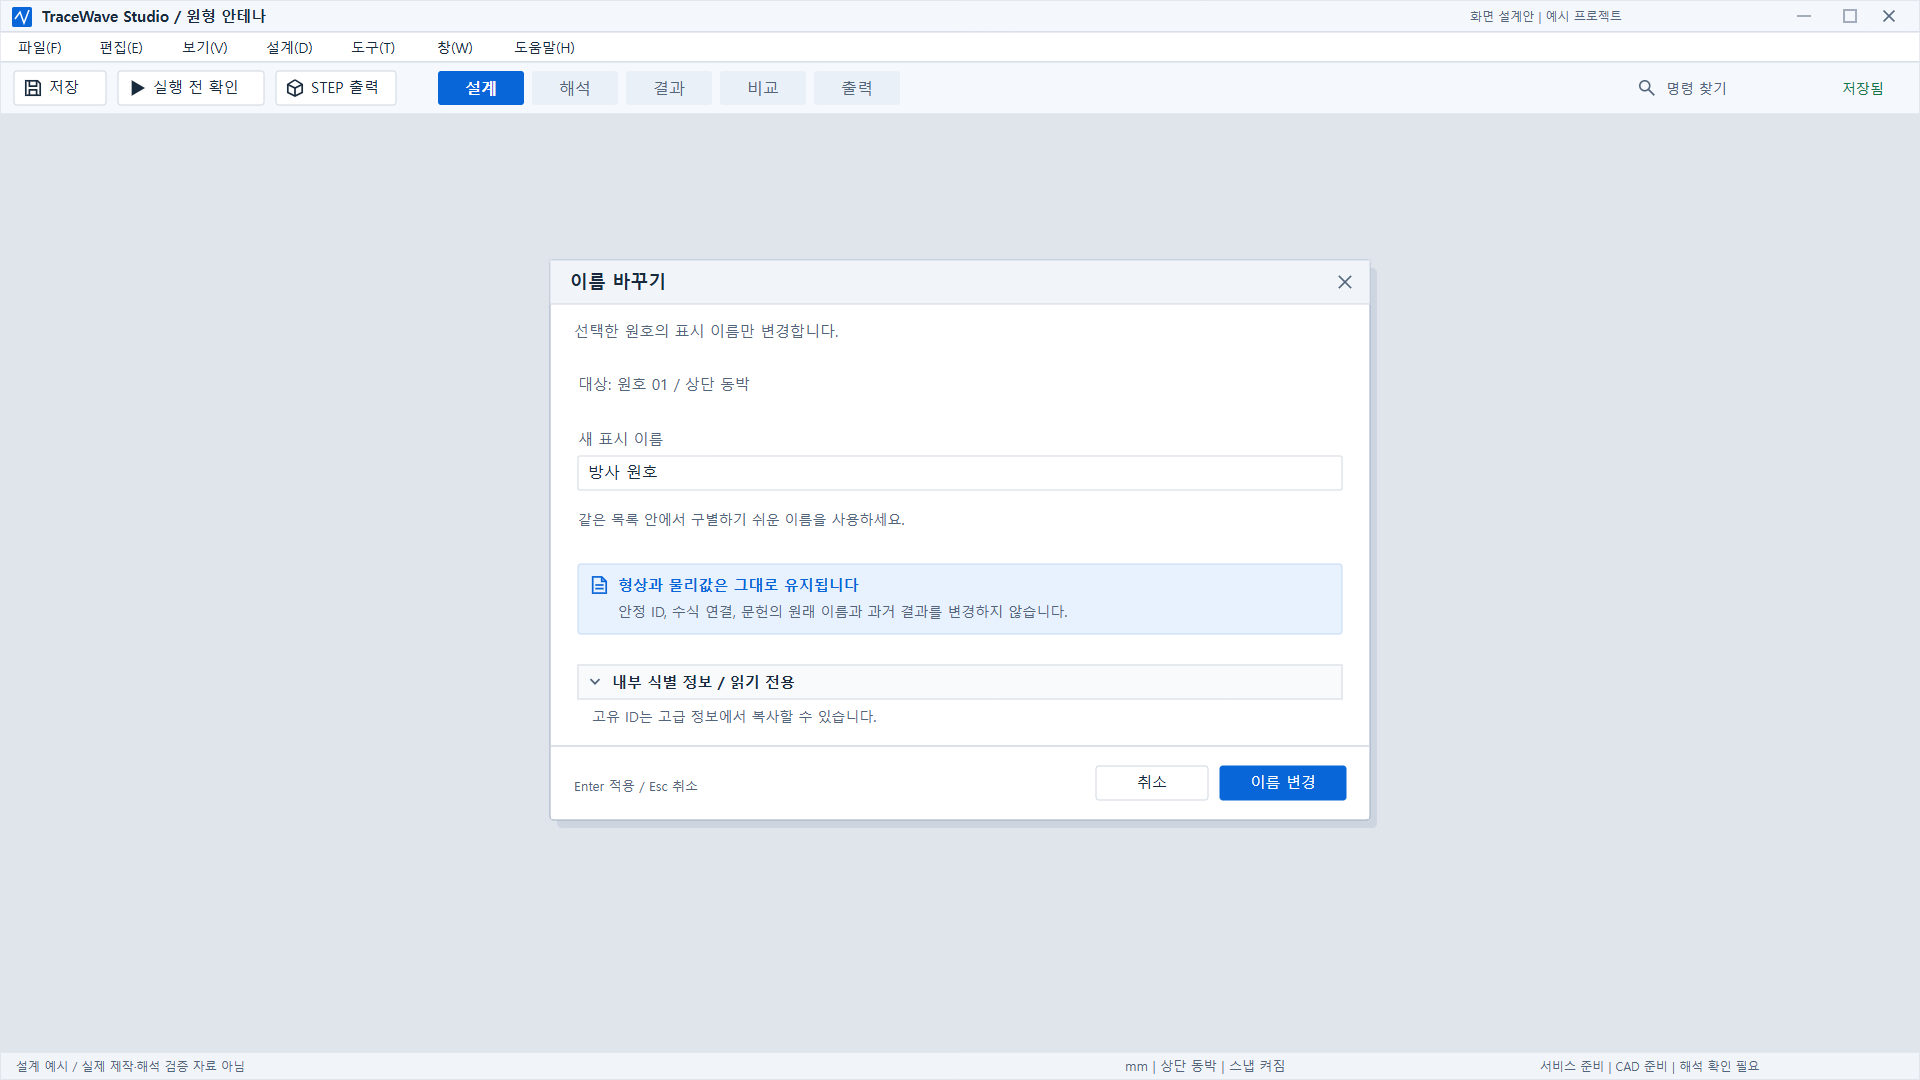 TraceWave Studio / 원형 안테나
화면 설계안 | 예시 프로젝트
파일(F) 편집(E) 보기(V) 설계(D) 도구(T) 창(W) 도움말(H)
저장 실행 전 확인 STEP 출력 설계 해석 결과 비교 출력 명령 찾기 저장됨
이름 바꾸기
선택한 원호의 표시 이름만 변경합니다.
대상: 원호 01 / 상단 동박
새 표시 이름
방사 원호
같은 목록 안에서 구별하기 쉬운 이름을 사용하세요.
형상과 물리값은 그대로 유지됩니다
안정 ID, 수식 연결, 문헌의 원래 이름과 과거 결과를 변경하지 않습니다.
내부 식별 정보 / 읽기 전용
고유 ID는 고급 정보에서 복사할 수 있습니다.
Enter 적용 / Esc 취소
취소 이름 변경
설계 예시 / 실제 제작·해석 검증 자료 아님
mm | 상단 동박 | 스냅 켜짐
서비스 준비 | CAD 준비 | 해석 확인 필요